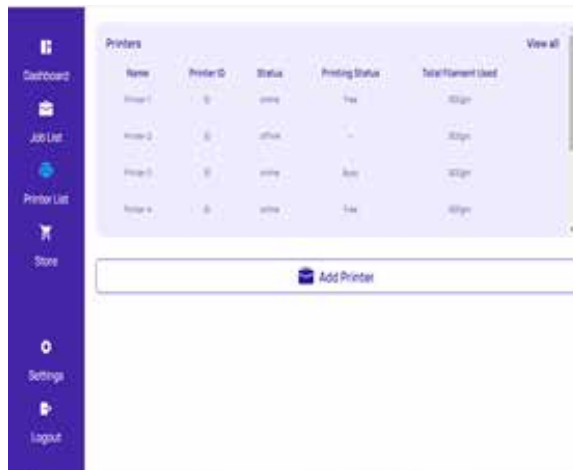 Dashboard
Job List
Printer List
Store
Settings
Logout
Printers View all
Name Printer ID Status Printing Status Total Filament Used
Printer 1 online Free
Printer 2 offline -
Printer 3 online Busy
Printer 4 online Free
Add Printer